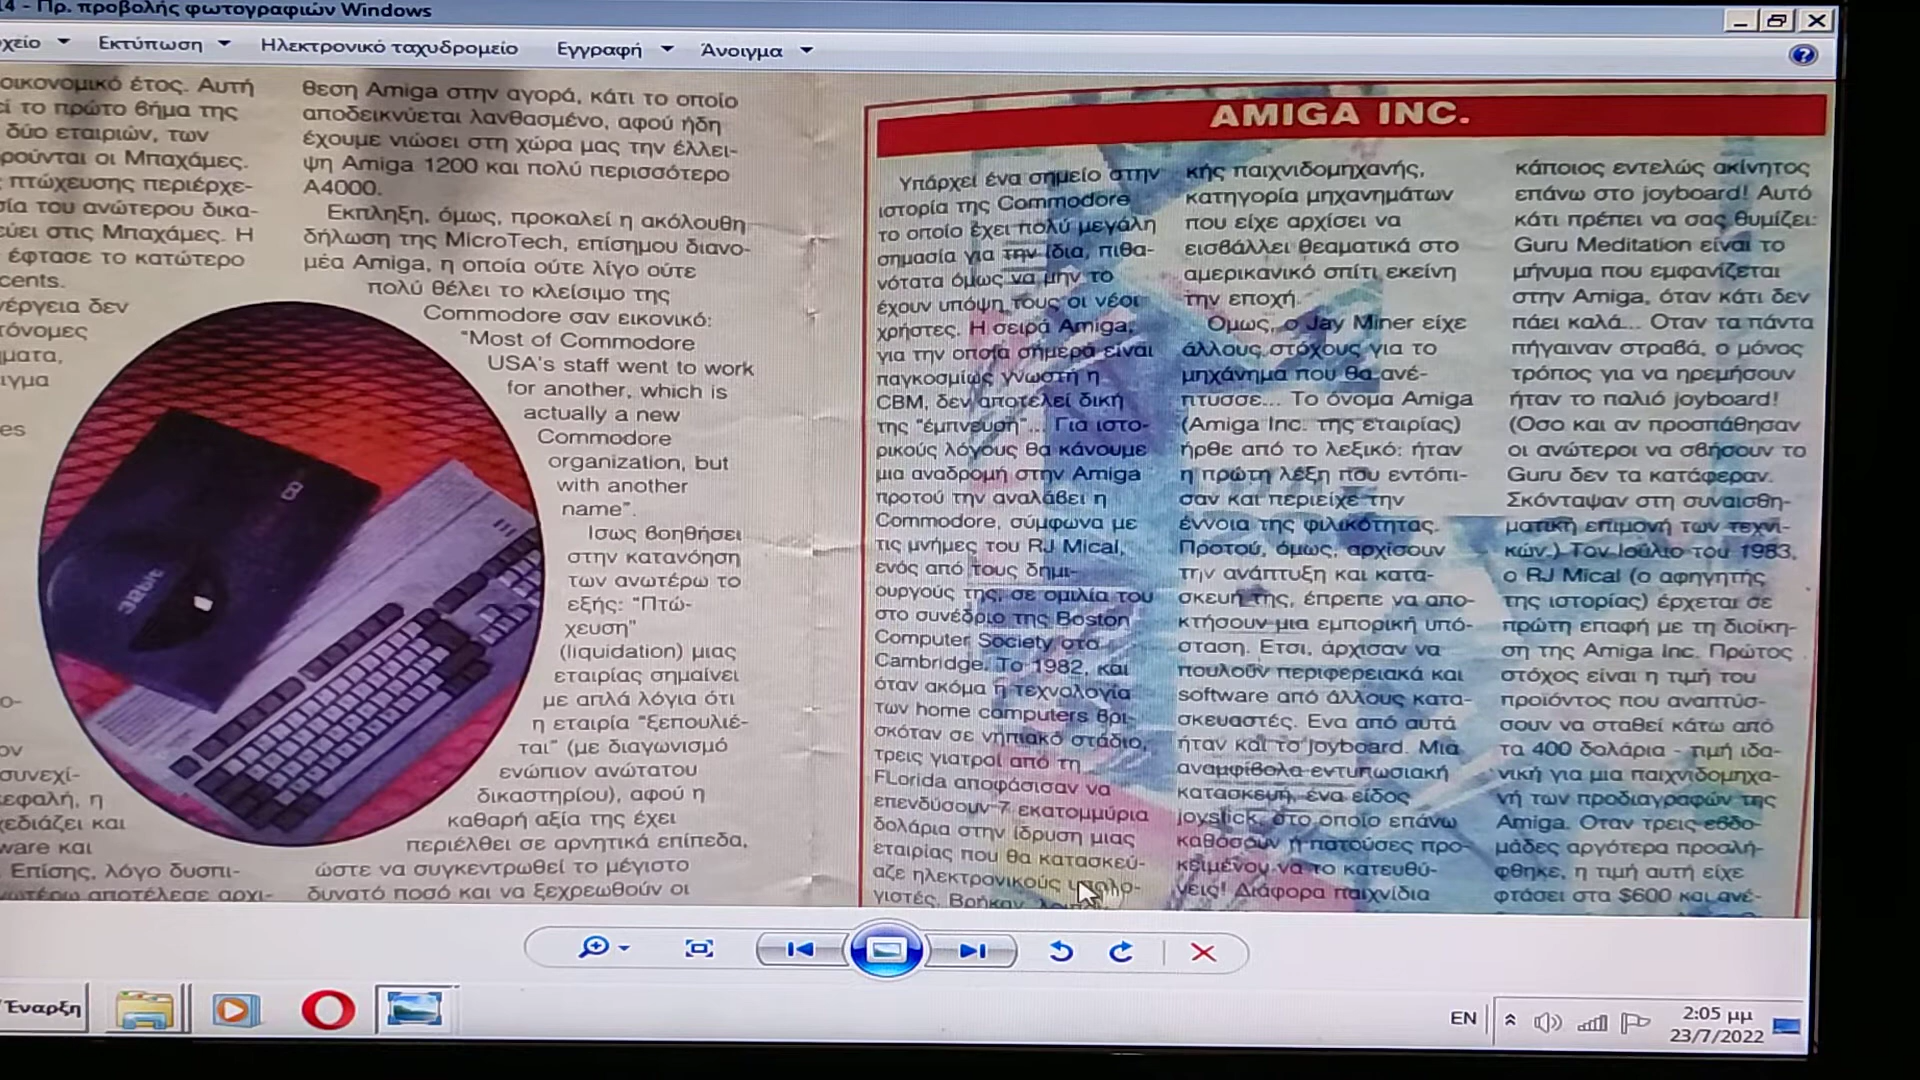 14 - Πρ. προβολής φωτογραφιών Windows
Εκτύπωση
Ηλεκτρονικό ταχυδρομείο
Εγγραφή
Άνοιγμα
οικονομικό έτος. Αυτή
το πρώτο βήμα της
δύο εταιριών, των
οι Μπαχάμες.
πτώχευσης περιέρχε-
του ανώτερου δικα-
στις Μπαχάμες. Η
έφτασε το κατώτερο
cents.
δεν
θεση Amiga στην αγορά, κάτι το οποίο
αποδεικνύεται λανθασμένο, αφού ήδη
έχουμε νιώσει στη χώρα μας την έλλει-
ψη Amiga 1200 και πολύ περισσότερο
A4000.
Εκπληξη, όμως, προκαλεί η ακόλουθη
δήλωση της MicroTech, επίσημου διανο-
μέα Amiga, η οποία ούτε λίγο ούτε
πολύ θέλει το κλείσιμο της
Commodore σαν εικονικό:
"Most of Commodore
USA's staff went to work
for another, which is
actually a new
Commodore
organization, but
with another
name".
Ισως βοηθήσει
στην κατανόηση
των ανωτέρω το
εξής: "Πτώ-
χευση"
(liquidation) μιας
εταιρίας σημαίνει
με απλά λόγια ότι
η εταιρία "ξεπουλιέ-
ται" (με διαγωνισμό
ενώπιον ανώτατου
δικαστηρίου), αφού η
καθαρή αξία της έχει
περιέλθει σε αρνητικά επίπεδα,
ώστε να συγκεντρωθεί το μέγιστο
δυνατό ποσό και να ξεχρεωθούν οι
και
Επίσης, λόγο δυσπι-
αποτέλεσε αρχι-
32bit
CD
AMIGA INC.
Υπάρχει ένα σημείο στην
ιστορία της Commodore
το οποίο έχει πολύ μεγάλη
σημασία για την ίδια, πιθα-
νότατα όμως να μην το
έχουν υπόψη τους οι νέοι
χρήστες. Η σειρά Amiga,
για την οποία σήμερα είναι
παγκοσμίως γνωστή η
CBM, δεν αποτελεί δική
της "έμπνευση"... Για ιστο-
ρικούς λόγους θα κάνουμε
μια αναδρομή στην Amiga
προτού την αναλάβει η
Commodore, σύμφωνα με
τις μνήμες του RJ Mical,
ενός από τους δημι-
ουργούς της, σε ομιλία του
στο συνέδριο της Boston
Computer Society στο
Cambridge. Το 1982, και
όταν ακόμα η τεχνολογία
των home computers βρι-
σκόταν σε νηπιακό στάδιο,
τρεις γιατροί από τη
FLorida αποφάσισαν να
επενδύσουν 7 εκατομμύρια
δολάρια στην ίδρυση μιας
εταιρίας που θα κατασκεύ-
αζε ηλεκτρονικούς υπολο-
γιστές. Βρήκαν
κής παιχνιδομηχανής,
κατηγορία μηχανημάτων
που είχε αρχίσει να
εισβάλλει θεαματικά στο
αμερικανικό σπίτι εκείνη
την εποχή.
Ομως, ο Jay Miner είχε
άλλους στόχους για το
μηχάνημα που θα ανέ-
πτυσσε... Το όνομα Amiga
(Amiga Inc. της εταιρίας)
ήρθε από το λεξικό: ήταν
η πρώτη λέξη που εντόπι-
σαν και περιείχε την
έννοια της φιλικότητας.
Προτού, όμως, αρχίσουν
την ανάπτυξη και κατα-
σκευή της, έπρεπε να απο-
κτήσουν μια εμπορική υπό-
σταση. Ετσι, άρχισαν να
πουλούν περιφερειακά και
software από άλλους κατα-
σκευαστές. Ενα από αυτά
ήταν και το joyboard. Μια
αναμφίβολα εντυπωσιακή
κατασκευή, ένα είδος
joystick, στο οποίο επάνω
καθόσουν ή πατούσες προ-
κειμένου να το κατευθύ-
νεις! Διάφορα παιχνίδια
κάποιος εντελώς ακίνητος
επάνω στο joyboard! Αυτό
κάτι πρέπει να σας θυμίζει:
Guru Meditation είναι το
μήνυμα που εμφανίζεται
στην Amiga, όταν κάτι δεν
πάει καλά... Οταν τα πάντα
πήγαιναν στραβά, ο μόνος
τρόπος για να ηρεμήσουν
ήταν το παλιό joyboard!
(Οσο και αν προσπάθησαν
οι ανώτεροι να σβήσουν το
Guru δεν τα κατάφεραν.
Σκόνταψαν στη συναισθη-
ματική επιμονή των τεχνι-
κών.) Τον Ιούλιο του 1983,
ο RJ Mical (ο αφηγητής
της ιστορίας) έρχεται σε
πρώτη επαφή με τη διοίκη-
ση της Amiga Inc. Πρώτος
στόχος είναι η τιμή του
προϊόντος που αναπτύσ-
σουν να σταθεί κάτω από
τα 400 δολάρια - τιμή ιδα-
νική για μια παιχνιδομηχα-
νή των προδιαγραφών της
Amiga. Οταν τρεις εβδο-
μάδες αργότερα προσλή-
φθηκε, η τιμή αυτή είχε
φτάσει στα $600 και ανέ-
Έναρξη
EN
2:05 μμ
23/7/2022